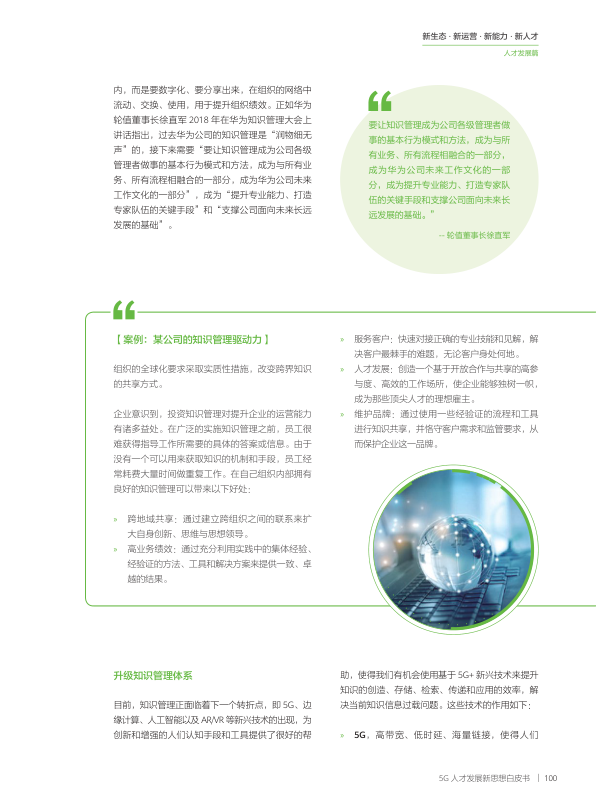 新生态 · 新运营 · 新能力 · 新人才
人才发展篇
内，而是要数字化、要分享出来，在组织的网络中
流动、交换、使用，用于提升组织绩效。正如华为
轮值董事长徐直军 2018 年在华为知识管理大会上
讲话指出，过去华为公司的知识管理是“润物细无
声”的，接下来需要“要让知识管理成为公司各级
管理者做事的基本行为模式和方法，成为与所有业
务、所有流程相融合的一部分，成为华为公司未来
工作文化的一部分”，成为“提升专业能力、打造
专家队伍的关键手段”和“支撑公司面向未来长远
发展的基础”。
要让知识管理成为公司各级管理者做
事的基本行为模式和方法，成为与所
有业务、所有流程相融合的一部分，
成为华为公司未来工作文化的一部
分，成为提升专业能力、打造专家队
伍的关键手段和支撑公司面向未来长
远发展的基础。”
-- 轮值董事长徐直军
【 案例：某公司的知识管理驱动力 】
组织的全球化要求采取实质性措施，改变跨界知识
的共享方式。
企业意识到，投资知识管理对提升企业的运营能力
有诸多益处。在广泛的实施知识管理之前，员工很
难获得指导工作所需要的具体的答案或信息。由于
没有一个可以用来获取知识的机制和手段，员工经
常耗费大量时间做重复工作。在自己组织内部拥有
良好的知识管理可以带来以下好处：
» 跨地域共享：通过建立跨组织之间的联系来扩
大自身创新、思维与思想领导。
» 高业务绩效：通过充分利用实践中的集体经验、
经验证的方法、工具和解决方案来提供一致、卓
越的结果。
» 服务客户：快速对接正确的专业技能和见解，解
决客户最棘手的难题，无论客户身处何地。
» 人才发展：创造一个基于开放合作与共享的高参
与度、高效的工作场所，使企业能够独树一帜，
成为那些顶尖人才的理想雇主。
» 维护品牌：通过使用一些经验证的流程和工具
进行知识共享，并恪守客户需求和监管要求，从
而保护企业这一品牌。
升级知识管理体系
目前，知识管理正面临着下一个转折点，即 5G、边
缘计算、人工智能以及 AR/VR 等新兴技术的出现，为
创新和增强的人们认知手段和工具提供了很好的帮
助，使得我们有机会使用基于 5G+ 新兴技术来提升
知识的创造、存储、检索、传递和应用的效率，解
决当前知识信息过载问题。这些技术的作用如下：
» 5G，高带宽、低时延、海量链接，使得人们
5G 人才发展新思想白皮书 | 100